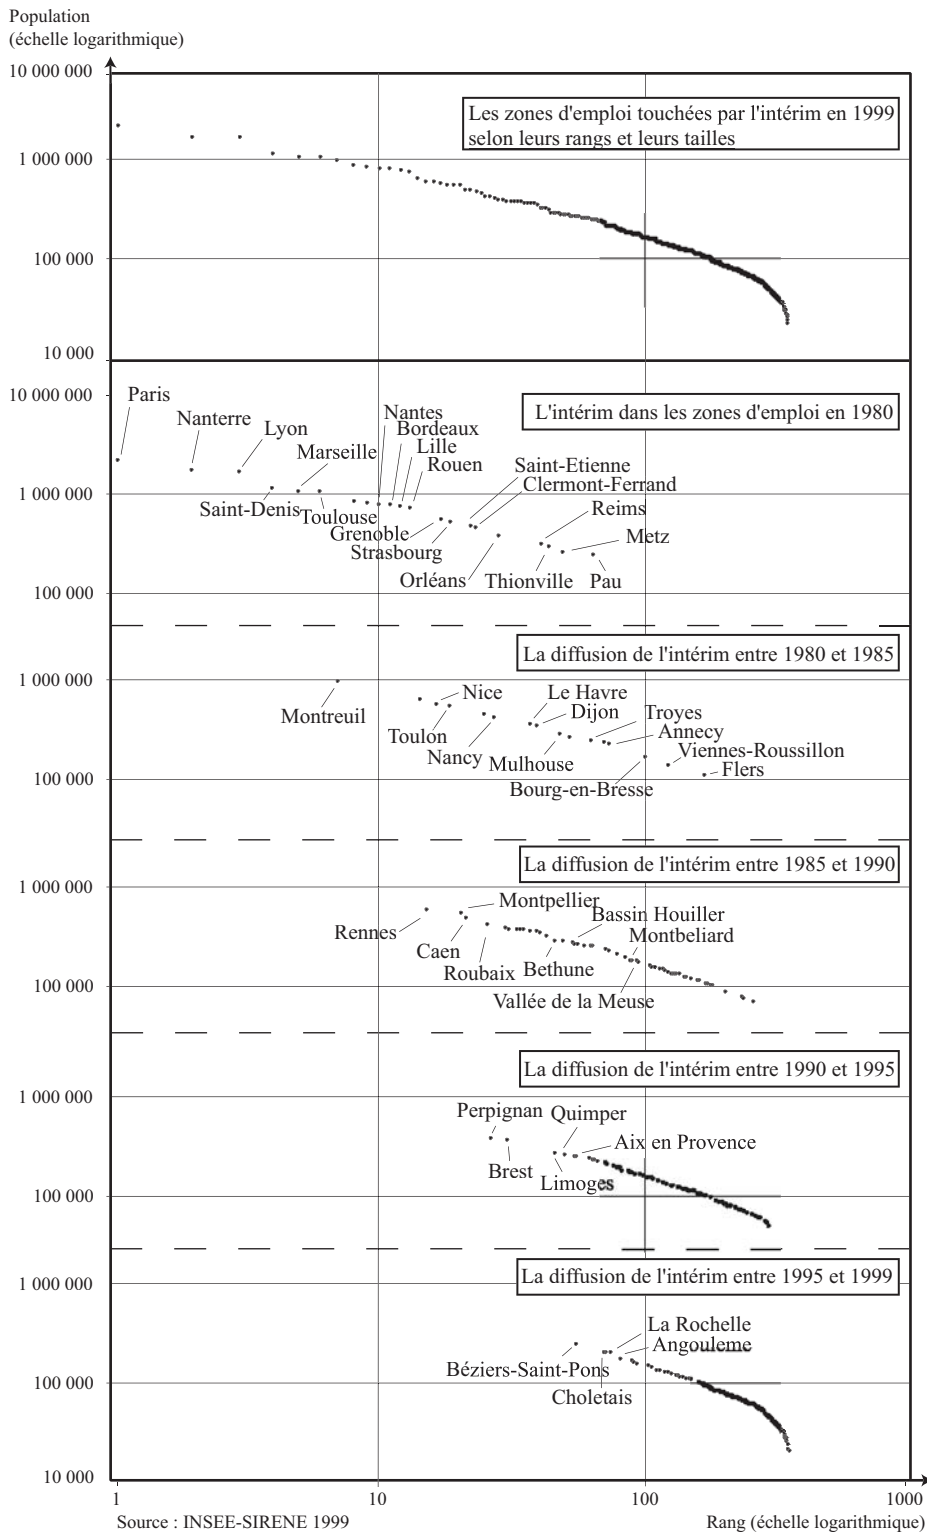 Population
(échelle logarithmique)
10 000 000
Les zones d'emploi touchées par l'intérim en 1999
selon leurs rangs et leurs tailles
1 000 000
100 000
10 000
10 000 000
Paris
L'intérim dans les zones d'emploi en 1980
Nanterre
Nantes
Lyon
Bordeaux
Marseille
Lille
Rouen
Saint-Etienne
Clermont-Ferrand
1 000 000
Saint-Denis
Toulouse
Reims
Grenoble
Metz
Strasbourg
Orléans
Thionville
Pau
100 000
La diffusion de l'intérim entre 1980 et 1985
1 000 000
Nice
Le Havre
Montreuil
Dijon
Troyes
Toulon
Annecy
Nancy
Mulhouse
Viennes-Roussillon
Flers
100 000
Bourg-en-Bresse
La diffusion de l'intérim entre 1985 et 1990
1 000 000
Montpellier
Bassin Houiller
Rennes
Montbeliard
Caen
Roubaix
Bethune
100 000
Vallée de la Meuse
La diffusion de l'intérim entre 1990 et 1995
1 000 000
Perpignan
Quimper
Aix en Provence
Brest
Limoges
100 000
La diffusion de l'intérim entre 1995 et 1999
1 000 000
La Rochelle
Angouleme
Béziers-Saint-Pons
100 000
Choletais
10 000
1
10
100
1000
Source : INSEE-SIRENE 1999
Rang (échelle logarithmique)